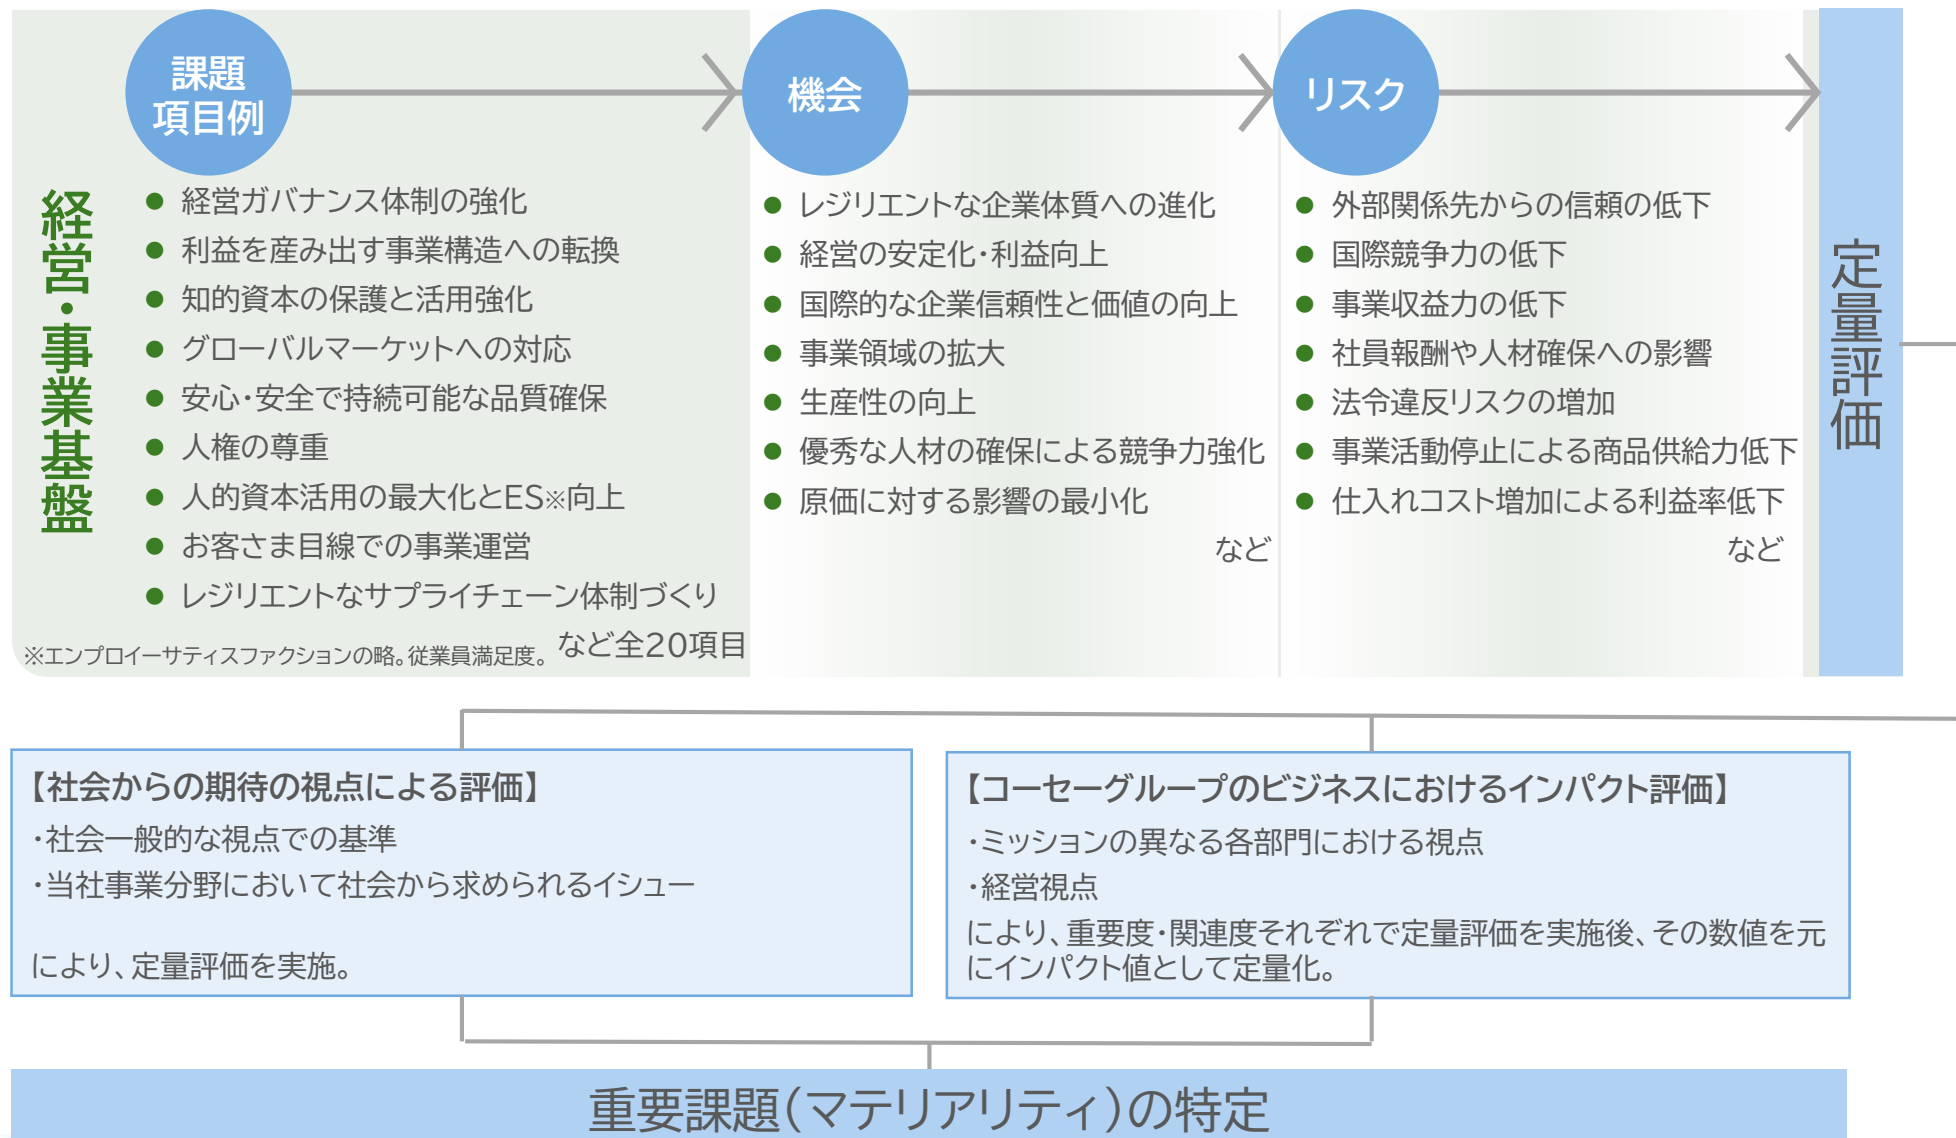 課題
項目例
機会
リスク
経営・事業基盤
● 経営ガバナンス体制の強化
● 利益を産み出す事業構造への転換
● 知的資本の保護と活用強化
● グローバルマーケットへの対応
● 安心・安全で持続可能な品質確保
● 人権の尊重
● 人的資本活用の最大化とES※向上
● お客さま目線での事業運営
● レジリエントなサプライチェーン体制づくり
など全20項目
※エンプロイーサティスファクションの略。従業員満足度。
● レジリエントな企業体質への進化
● 経営の安定化・利益向上
● 国際的な企業信頼性と価値の向上
● 事業領域の拡大
● 生産性の向上
● 優秀な人材の確保による競争力強化
● 原価に対する影響の最小化
など
● 外部関係先からの信頼の低下
● 国際競争力の低下
● 事業収益力の低下
● 社員報酬や人材確保への影響
● 法令違反リスクの増加
● 事業活動停止による商品供給力低下
● 仕入れコスト増加による利益率低下
など
定量評価
【社会からの期待の視点による評価】
・社会一般的な視点での基準
・当社事業分野において社会から求められるイシュー
により、定量評価を実施。
【コーセーグループのビジネスにおけるインパクト評価】
・ミッションの異なる各部門における視点
・経営視点
により、重要度・関連度それぞれで定量評価を実施後、その数値を元
にインパクト値として定量化。
重要課題（マテリアリティ）の特定